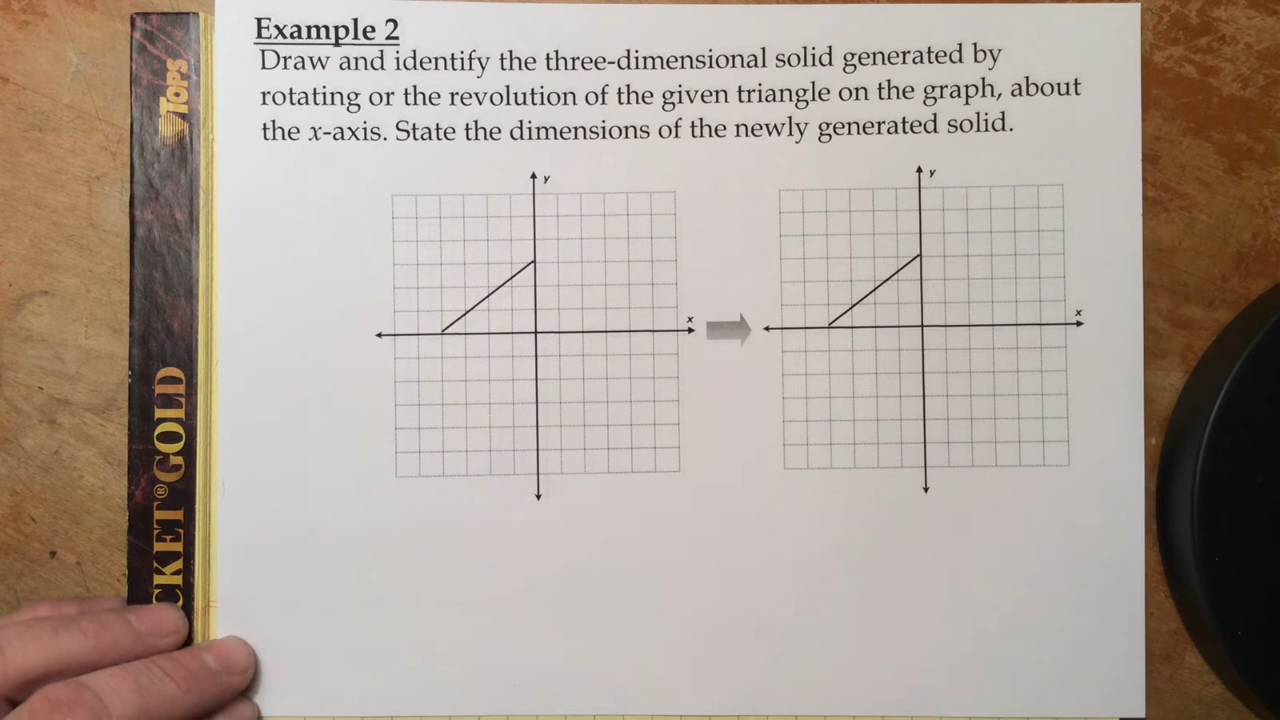 Example 2
Draw and identify the three-dimensional solid generated by
rotating or the revolution of the given triangle on the graph, about
the x-axis. State the dimensions of the newly generated solid.
y
x
y
x
TOPS
CKET®GOLD